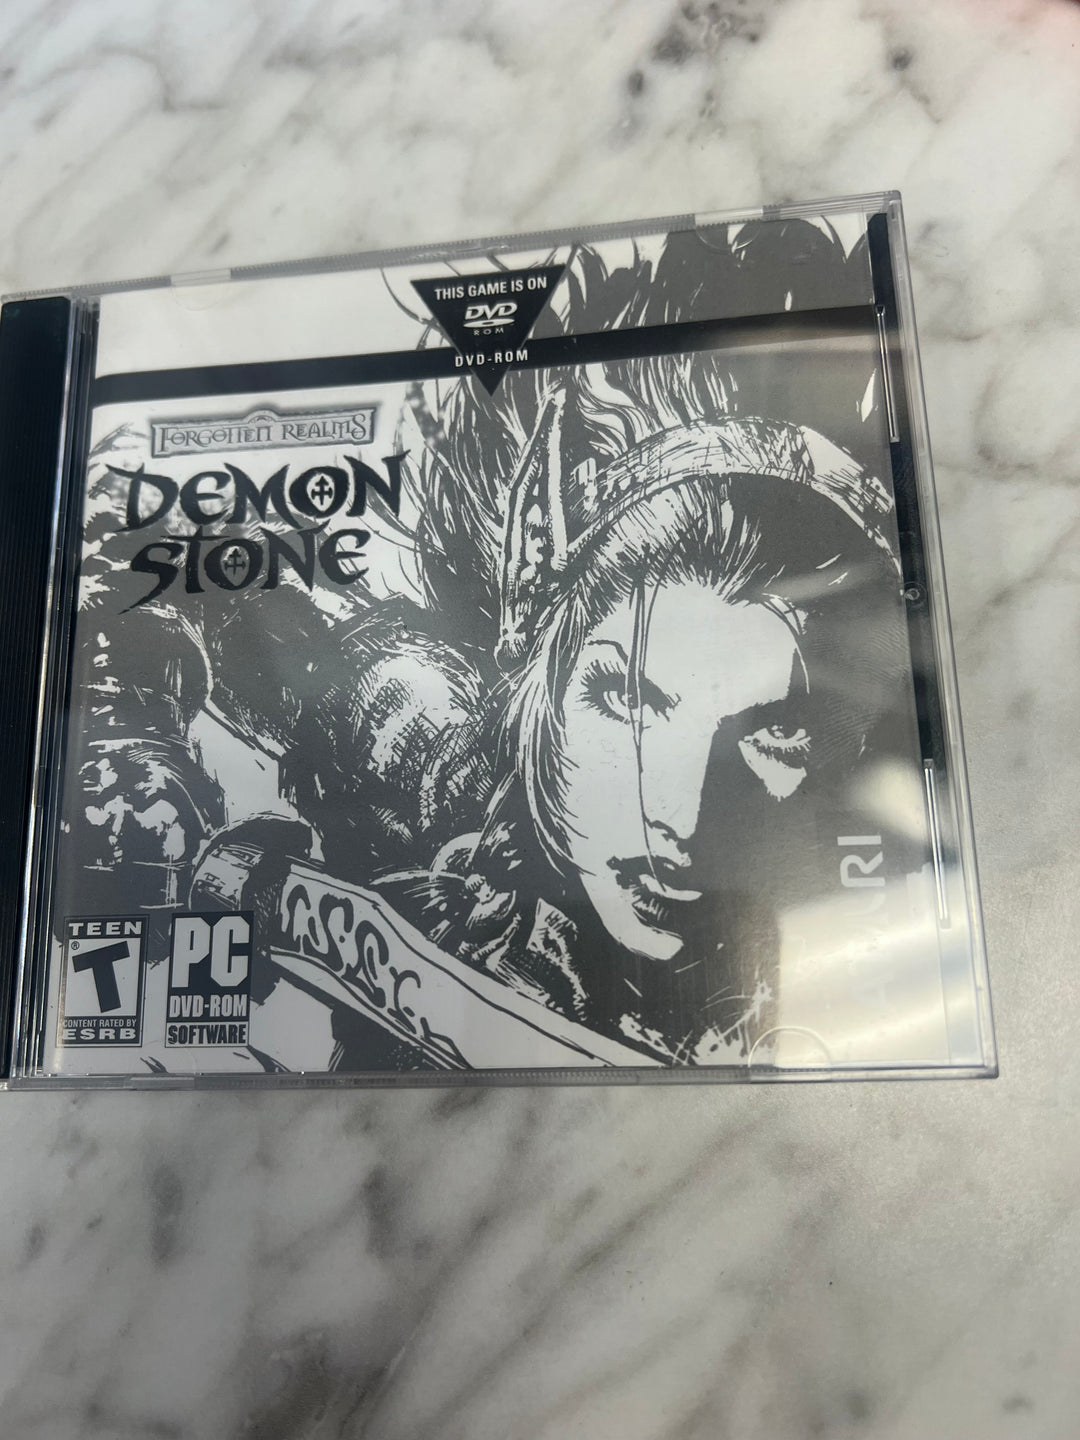 THIS GAME IS ON
DVD
ROM
DVD-ROM
FORGOTTEN REALMS
DEMON
STONE
TEEN
T
®
CONTENT RATED BY
ESRB
PC
DVD-ROM
SOFTWARE
ATARI